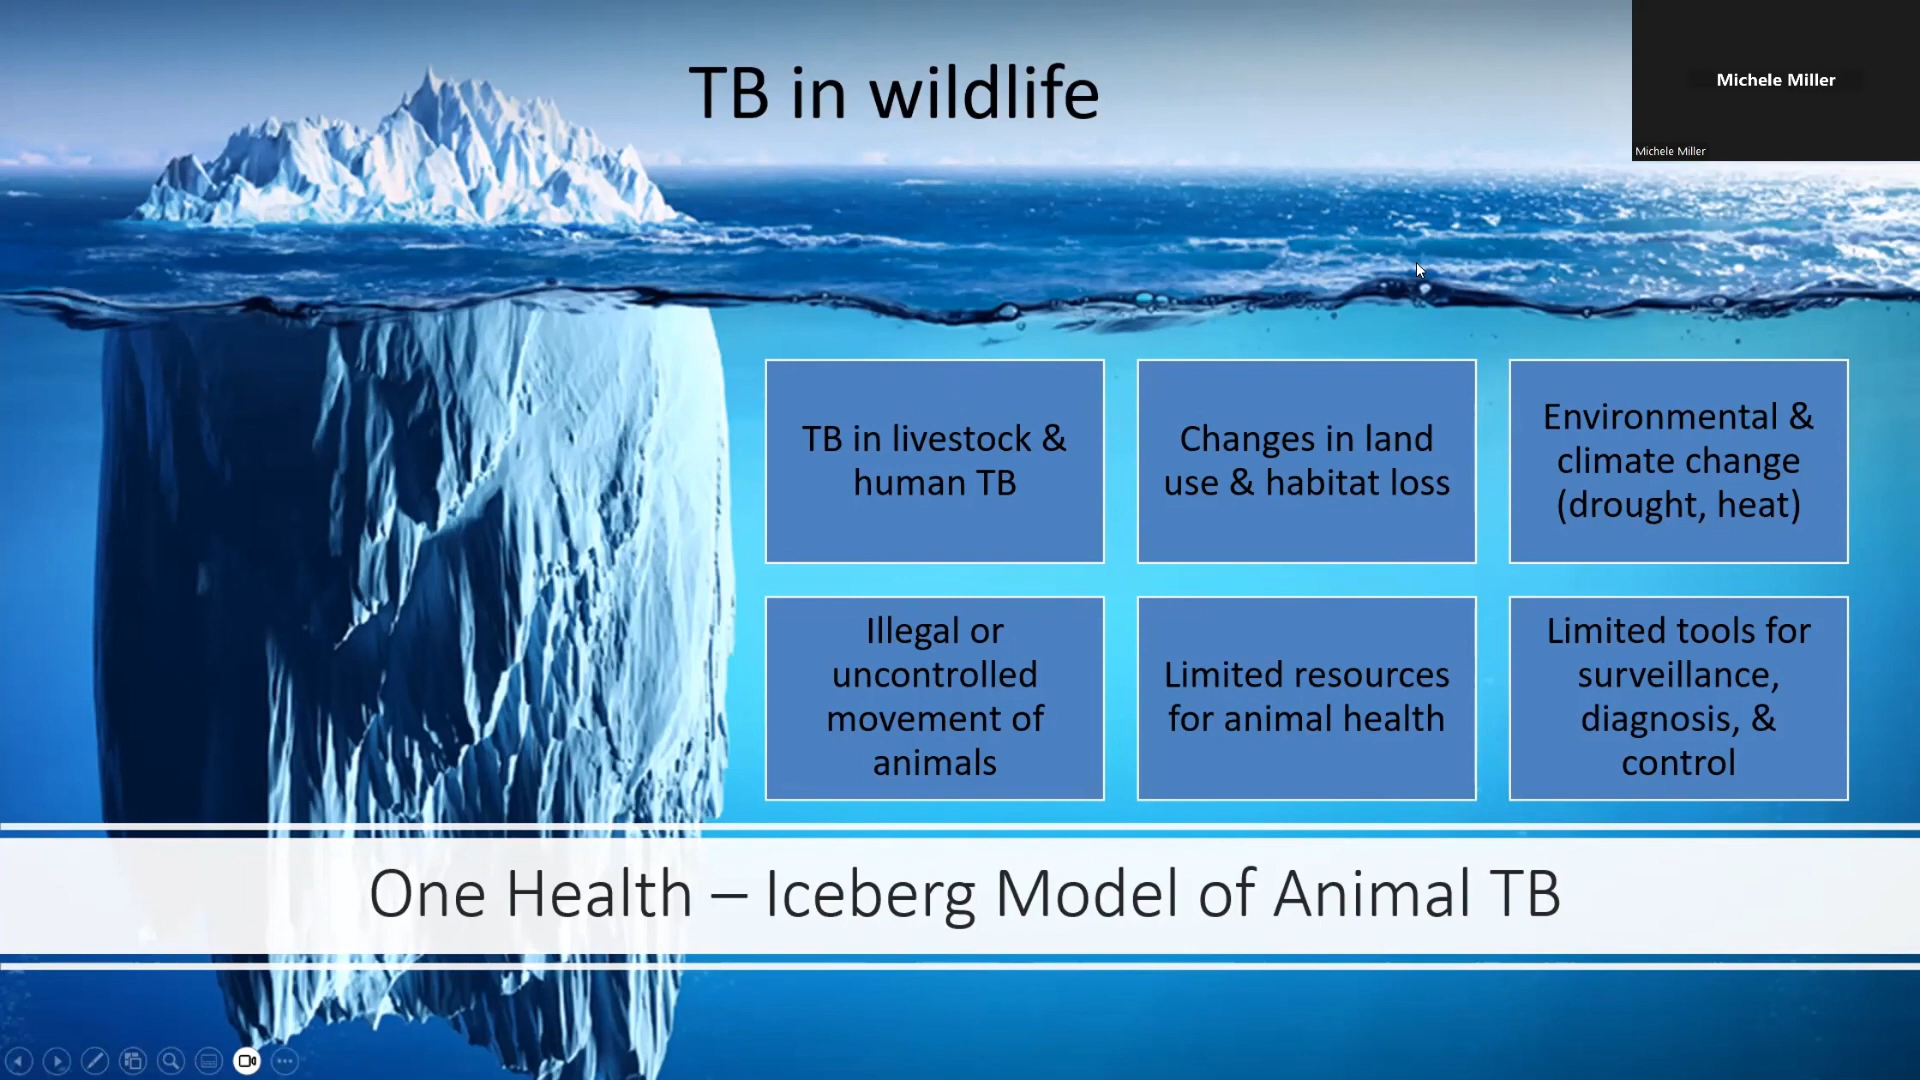 TB in wildlife
Michele Miller
Michele Miller
TB in livestock &
human TB
Changes in land
use & habitat loss
Environmental &
climate change
(drought, heat)
Illegal or
uncontrolled
movement of
animals
Limited resources
for animal health
Limited tools for
surveillance,
diagnosis, &
control
One Health – Iceberg Model of Animal TB